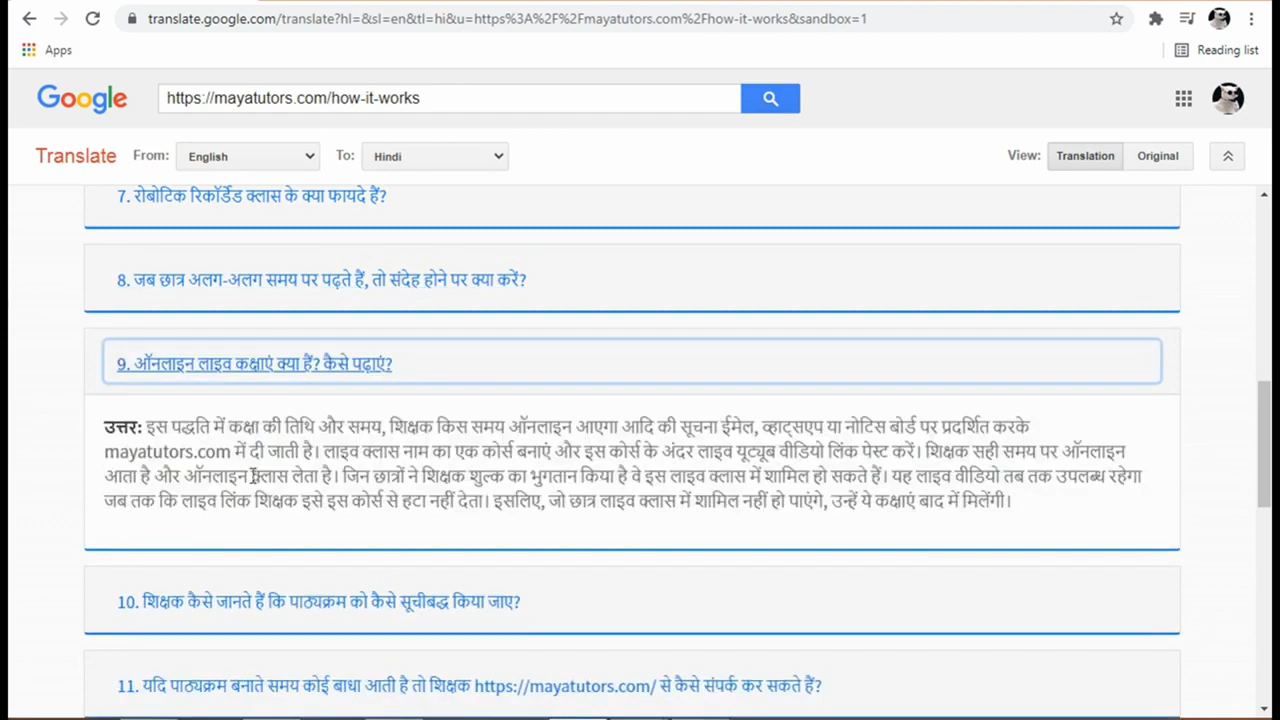 translate.google.com/translate?hl=&sl=en&tl=hi&u=https%3A%2F%2Fmayatutors.com%2Fhow-it-works&sandbox=1
Apps
Reading list
Google
https://mayatutors.com/how-it-works
Translate From: English To: Hindi View: Translation Original
7. रोबोटिक रिकॉर्डेड क्लास के क्या फायदे हैं?
8. जब छात्र अलग-अलग समय पर पढ़ते हैं, तो संदेह होने पर क्या करें?
9. ऑनलाइन लाइव कक्षाएं क्या हैं? कैसे पढ़ाएं?
उत्तर: इस पद्धति में कक्षा की तिथि और समय, शिक्षक किस समय ऑनलाइन आएगा आदि की सूचना ईमेल, व्हाट्सएप या नोटिस बोर्ड पर प्रदर्शित करके
mayatutors.com में दी जाती है। लाइव क्लास नाम का एक कोर्स बनाएं और इस कोर्स के अंदर लाइव यूट्यूब वीडियो लिंक पेस्ट करें। शिक्षक सही समय पर ऑनलाइन
आता है और ऑनलाइन क्लास लेता है। जिन छात्रों ने शिक्षक शुल्क का भुगतान किया है वे इस लाइव क्लास में शामिल हो सकते हैं। यह लाइव वीडियो तब तक उपलब्ध रहेगा
जब तक कि लाइव लिंक शिक्षक इसे इस कोर्स से हटा नहीं देता। इसलिए, जो छात्र लाइव क्लास में शामिल नहीं हो पाएंगे, उन्हें ये कक्षाएं बाद में मिलेंगी।
10. शिक्षक कैसे जानते हैं कि पाठ्यक्रम को कैसे सूचीबद्ध किया जाए?
11. यदि पाठ्यक्रम बनाते समय कोई बाधा आती है तो शिक्षक https://mayatutors.com/ से कैसे संपर्क कर सकते हैं?